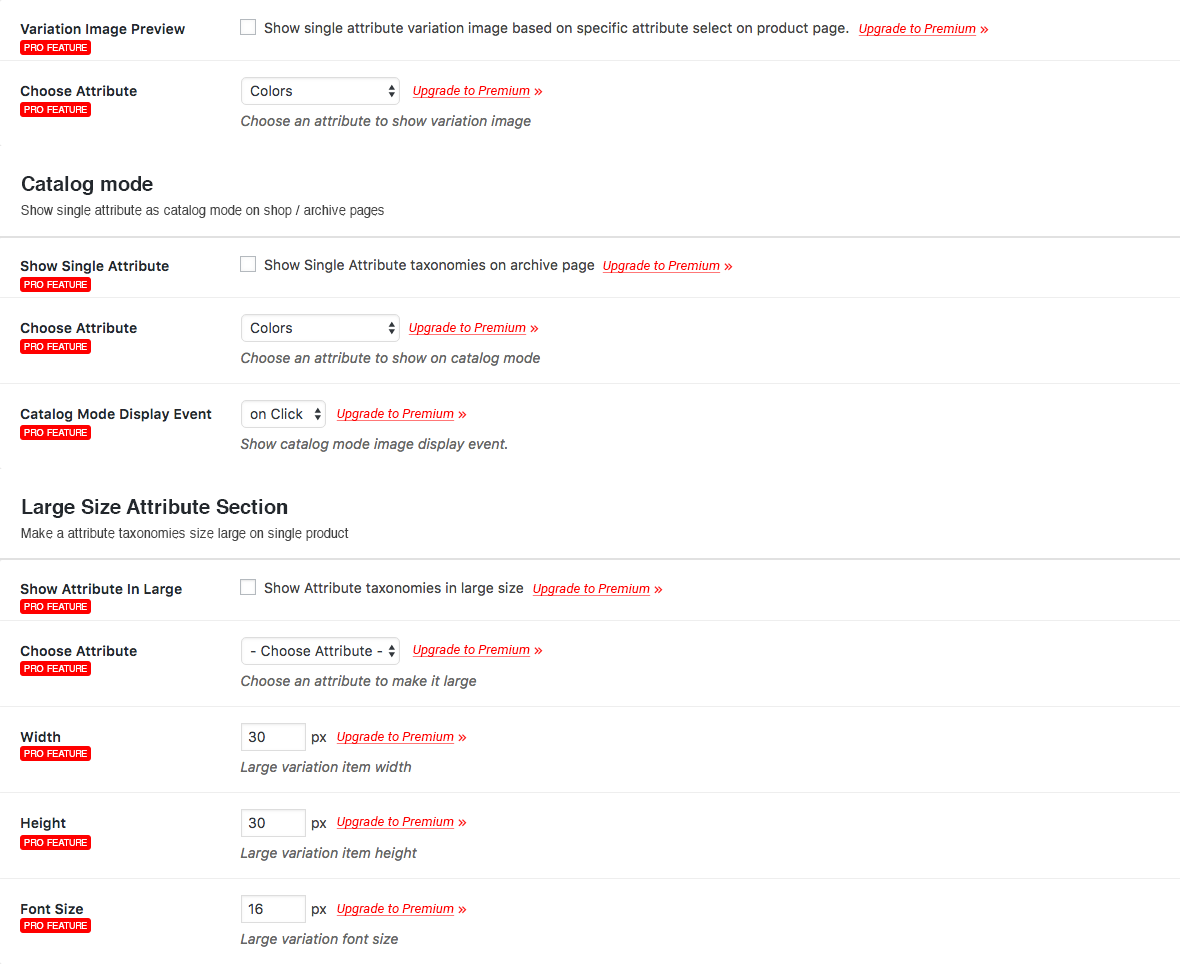 Variation Image Preview Show single attribute variation image based on specific attribute select on product page. Upgrade to Premium »
PRO FEATURE
Choose Attribute Colors Upgrade to Premium »
PRO FEATURE
Choose an attribute to show variation image
Catalog mode
Show single attribute as catalog mode on shop / archive pages
Show Single Attribute Show Single Attribute taxonomies on archive page Upgrade to Premium »
PRO FEATURE
Choose Attribute Colors Upgrade to Premium »
PRO FEATURE
Choose an attribute to show on catalog mode
Catalog Mode Display Event on Click Upgrade to Premium »
PRO FEATURE
Show catalog mode image display event.
Large Size Attribute Section
Make a attribute taxonomies size large on single product
Show Attribute In Large Show Attribute taxonomies in large size Upgrade to Premium »
PRO FEATURE
Choose Attribute - Choose Attribute - Upgrade to Premium »
PRO FEATURE
Choose an attribute to make it large
Width 30 px Upgrade to Premium »
PRO FEATURE
Large variation item width
Height 30 px Upgrade to Premium »
PRO FEATURE
Large variation item height
Font Size 16 px Upgrade to Premium »
PRO FEATURE
Large variation font size